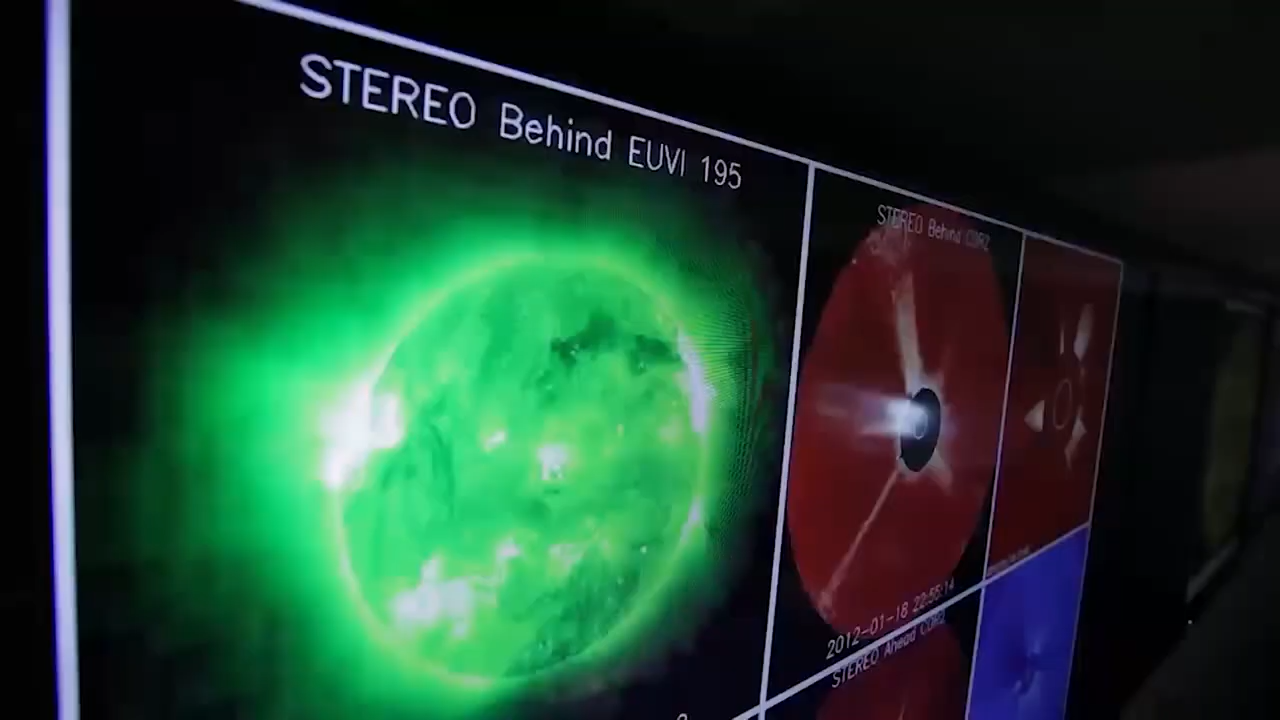 STEREO Behind EUVI 195
STEREO Behind COR2
2012-01-18 22:55:14
STEREO Ahead COR2